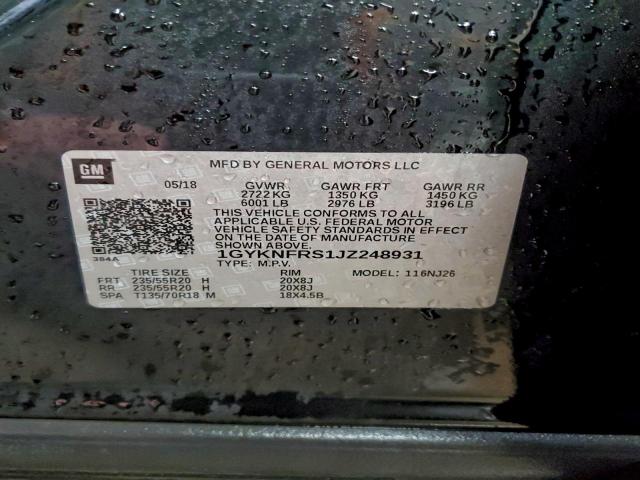 GM
MFD BY GENERAL MOTORS LLC
05/18 GVWR GAWR FRT GAWR RR
2722 KG 1350 KG 1450 KG
6001 LB 2976 LB 3196 LB
THIS VEHICLE CONFORMS TO ALL
APPLICABLE U.S. FEDERAL MOTOR
VEHICLE SAFETY STANDARDS IN EFFECT
ON THE DATE OF MANUFACTURE
SHOWN ABOVE.
384A 1GYKNFRS1JZ248931
TYPE: M.P.V.
TIRE SIZE RIM MODEL: 116NJ26
FRT 235/55R20 H 20X8J
RR 235/55R20 H 20X8J
SPA T135/70R18 M 18X4.5B